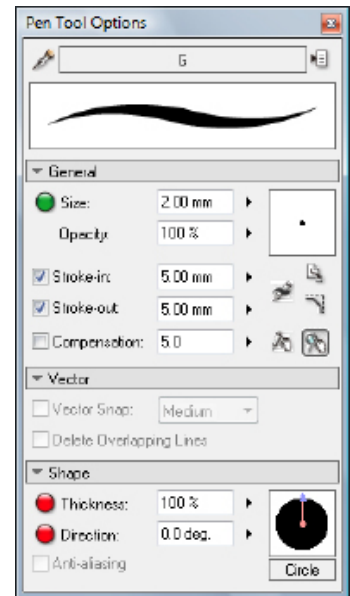 Pen Tool Options
G
General
Size: 2.00 mm
Opacity: 100 %
Stroke-in: 5.00 mm
Stroke-out: 5.00 mm
Compensation: 5.0
Vector
Vector Snap: Medium
Delete Overlapping Lines
Shape
Thickness: 100 %
Direction: 0.0 deg.
Anti-aliasing
Circle